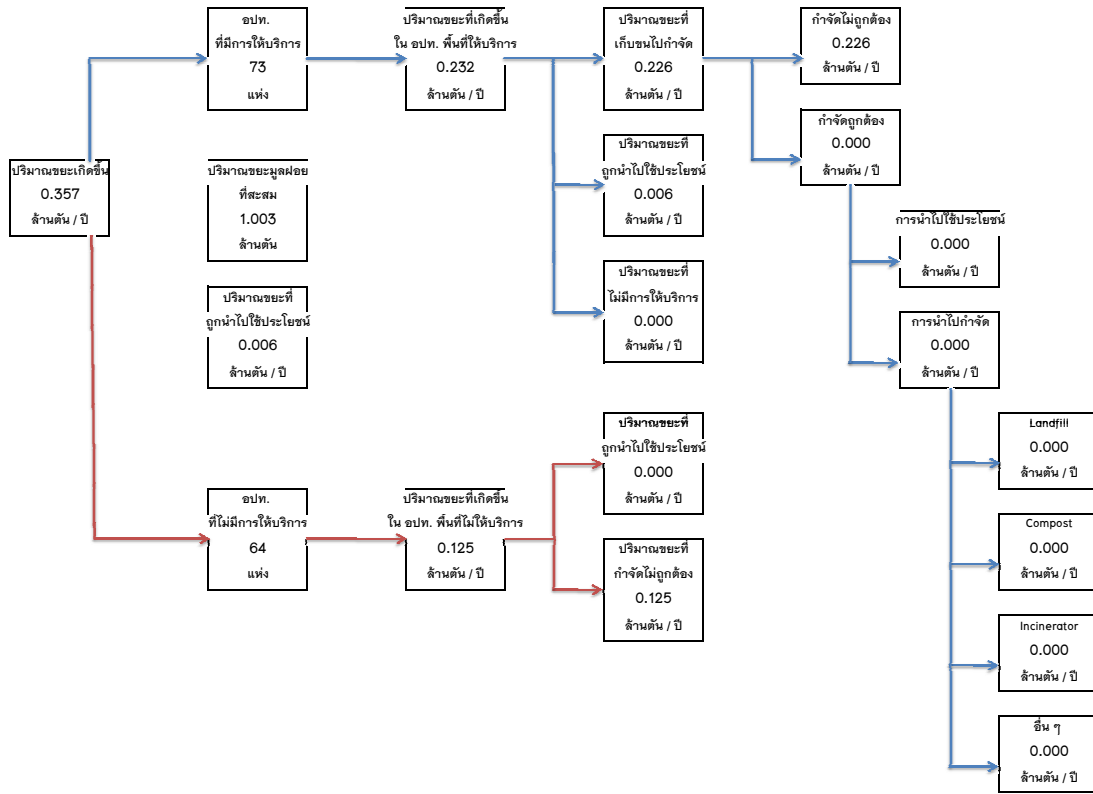 อปท.
ที่มีการให้บริการ
73
แห่ง
ปริมาณขยะที่เกิดขึ้น
ใน อปท. พื้นที่ให้บริการ
0.232
ล้านตัน / ปี
ปริมาณขยะที่
เก็บขนไปกำจัด
0.226
ล้านตัน / ปี
กำจัดไม่ถูกต้อง
0.226
ล้านตัน / ปี
กำจัดถูกต้อง
0.000
ล้านตัน / ปี
ปริมาณขยะเกิดขึ้น
0.357
ล้านตัน / ปี
ปริมาณขยะมูลฝอย
ที่สะสม
1.003
ล้านตัน
ปริมาณขยะที่
ถูกนำไปใช้ประโยชน์
0.006
ล้านตัน / ปี
การนำไปใช้ประโยชน์
0.000
ล้านตัน / ปี
ปริมาณขยะที่
ถูกนำไปใช้ประโยชน์
0.006
ล้านตัน / ปี
ปริมาณขยะที่
ไม่มีการให้บริการ
0.000
ล้านตัน / ปี
การนำไปกำจัด
0.000
ล้านตัน / ปี
ปริมาณขยะที่
ถูกนำไปใช้ประโยชน์
0.000
ล้านตัน / ปี
Landfill
0.000
ล้านตัน / ปี
อปท.
ที่ไม่มีการให้บริการ
64
แห่ง
ปริมาณขยะที่เกิดขึ้น
ใน อปท. พื้นที่ไม่ให้บริการ
0.125
ล้านตัน / ปี
ปริมาณขยะที่
กำจัดไม่ถูกต้อง
0.125
ล้านตัน / ปี
Compost
0.000
ล้านตัน / ปี
Incinerator
0.000
ล้านตัน / ปี
อื่น ๆ
0.000
ล้านตัน / ปี